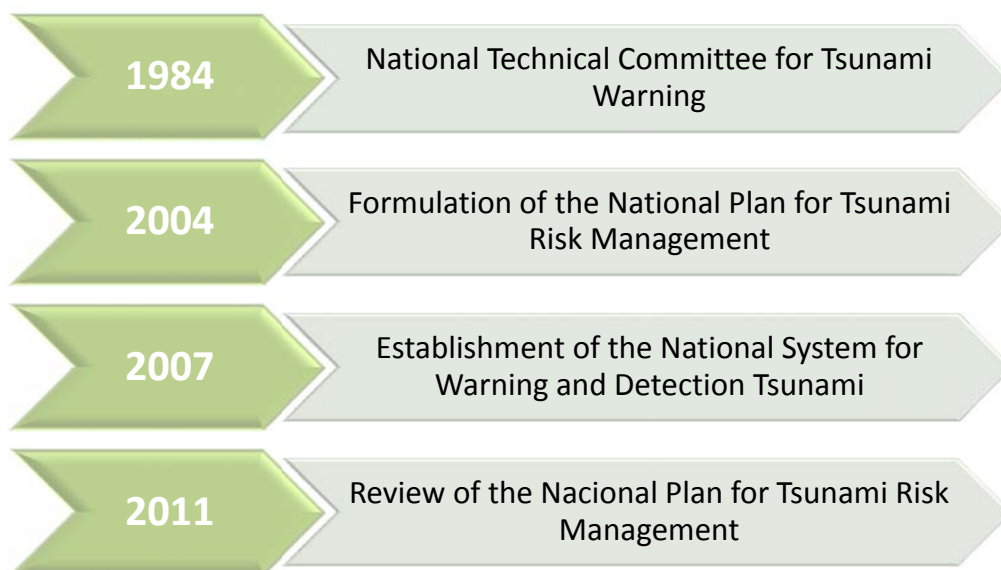 1984
National Technical Committee for Tsunami
Warning
2004
Formulation of the National Plan for Tsunami
Risk Management
2007
Establishment of the National System for
Warning and Detection Tsunami
2011
Review of the Nacional Plan for Tsunami Risk
Management